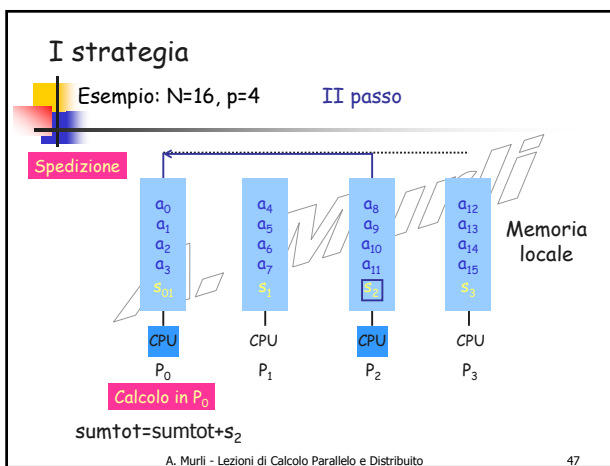 I strategia
Esempio: N=16, p=4 II passo
Spedizione
a0 a4 a8 a12
a1 a5 a9 a13
a2 a6 a10 a14
a3 a7 a11 a15
s01 s1 s2 s3
Memoria
locale
CPU CPU CPU CPU
P0 P1 P2 P3
Calcolo in P0
sumtot=sumtot+s2
A. Murli
A. Murli - Lezioni di Calcolo Parallelo e Distribuito 47